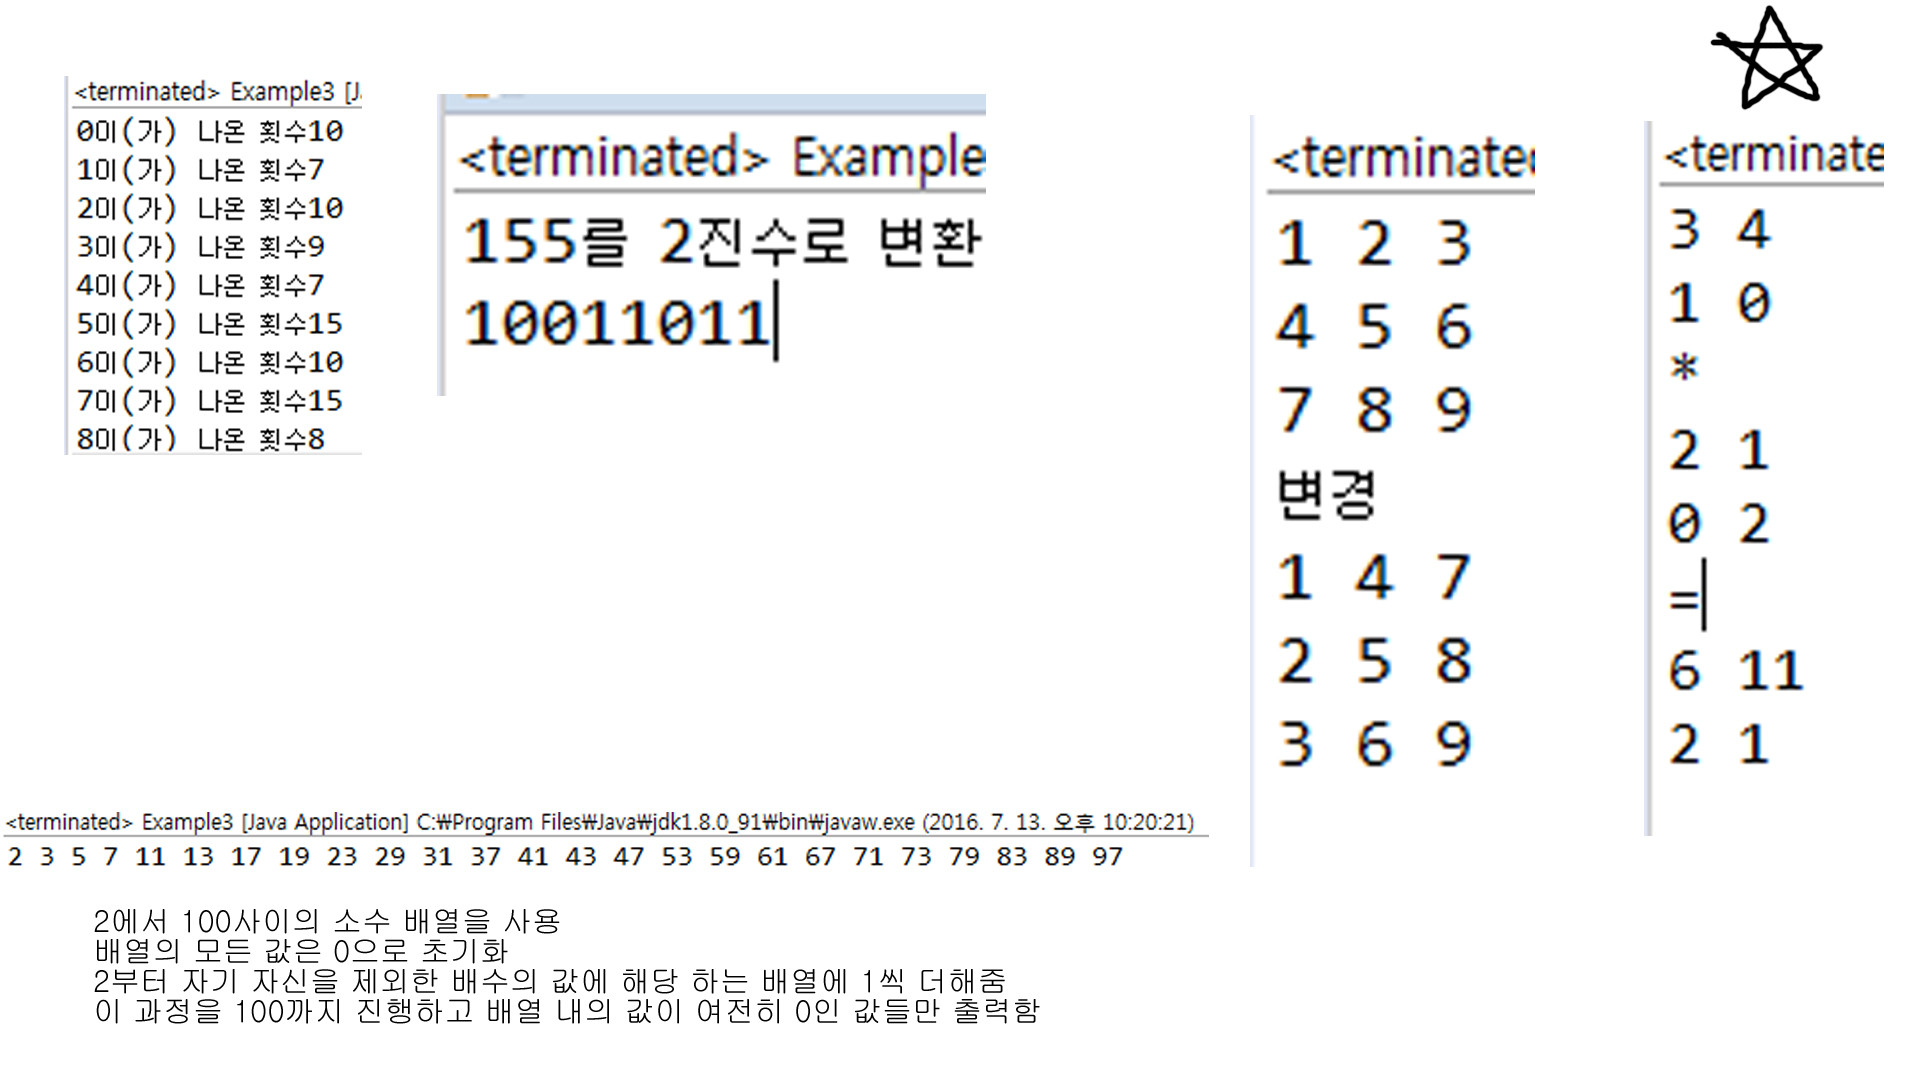 <terminated> Example3 [J
0이(가) 나온 횟수10
1이(가) 나온 횟수7
2이(가) 나온 횟수10
3이(가) 나온 횟수9
4이(가) 나온 횟수7
5이(가) 나온 횟수15
6이(가) 나온 횟수10
7이(가) 나온 횟수15
8이(가) 나온 횟수8
<terminated> Example
155를 2진수로 변환
10011011
<terminated
1 2 3
4 5 6
7 8 9
변경
1 4 7
2 5 8
3 6 9
<terminate
3 4
1 0
*
2 1
0 2
=
6 11
2 1
<terminated> Example3 [Java Application] C:₩Program Files₩Java₩jdk1.8.0_91₩bin₩javaw.exe (2016. 7. 13. 오후 10:20:21)
2 3 5 7 11 13 17 19 23 29 31 37 41 43 47 53 59 61 67 71 73 79 83 89 97
2에서 100사이의 소수 배열을 사용
배열의 모든 값은 0으로 초기화
2부터 자기 자신을 제외한 배수의 값에 해당 하는 배열에 1씩 더해줌
이 과정을 100까지 진행하고 배열 내의 값이 여전히 0인 값들만 출력함